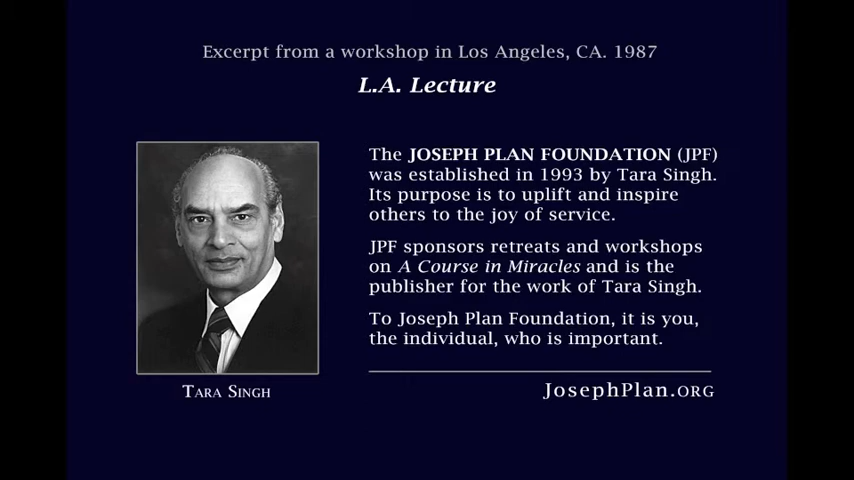 Excerpt from a workshop in Los Angeles, CA. 1987
L.A. Lecture
The JOSEPH PLAN FOUNDATION (JPF)
was established in 1993 by Tara Singh.
Its purpose is to uplift and inspire
others to the joy of service.
JPF sponsors retreats and workshops
on A Course in Miracles and is the
publisher for the work of Tara Singh.
To Joseph Plan Foundation, it is you,
the individual, who is important.
TARA SINGH
JosephPlan.ORG